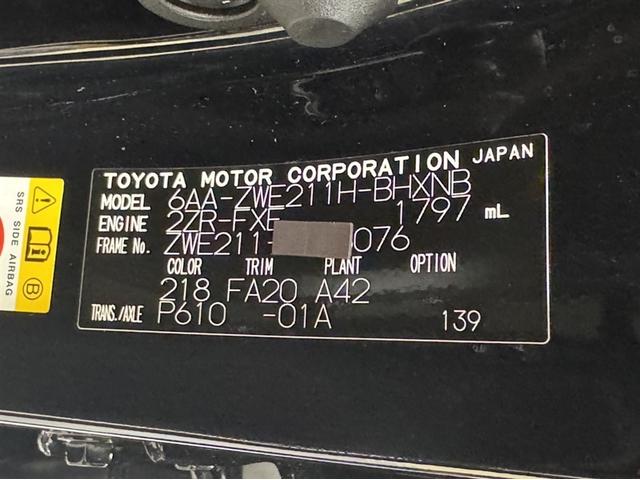 TOYOTA MOTOR CORPORATION JAPAN
MODEL 6AA-ZWE211H-BHXNB
ENGINE 2ZR-FXE 1797 mL
FRAME No. ZWE211- 076
COLOR TRIM PLANT OPTION
218 FA20 A42
TRANS./AXLE P610 -01A 139
SRS SIDE AIRBAG
B